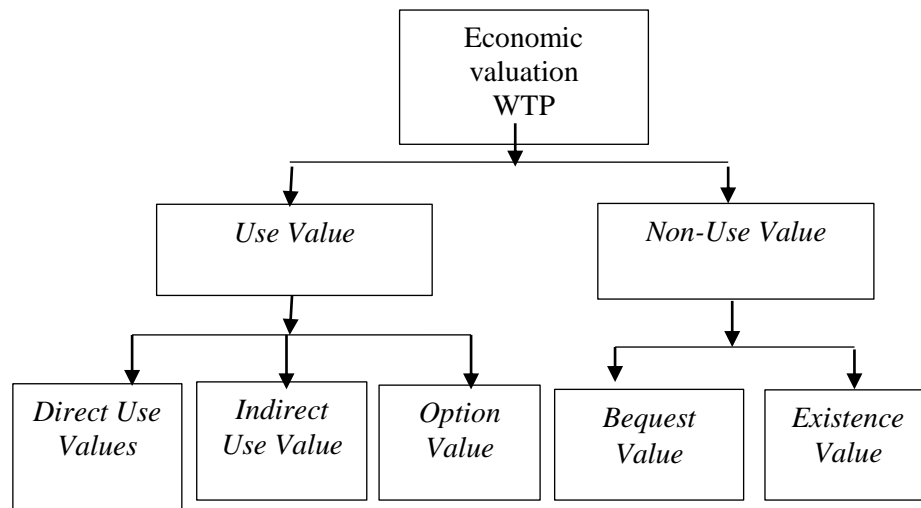 Economic
valuation
WTP
Use Value
Non-Use Value
Direct Use
Values
Indirect
Use Value
Option
Value
Bequest
Value
Existence
Value